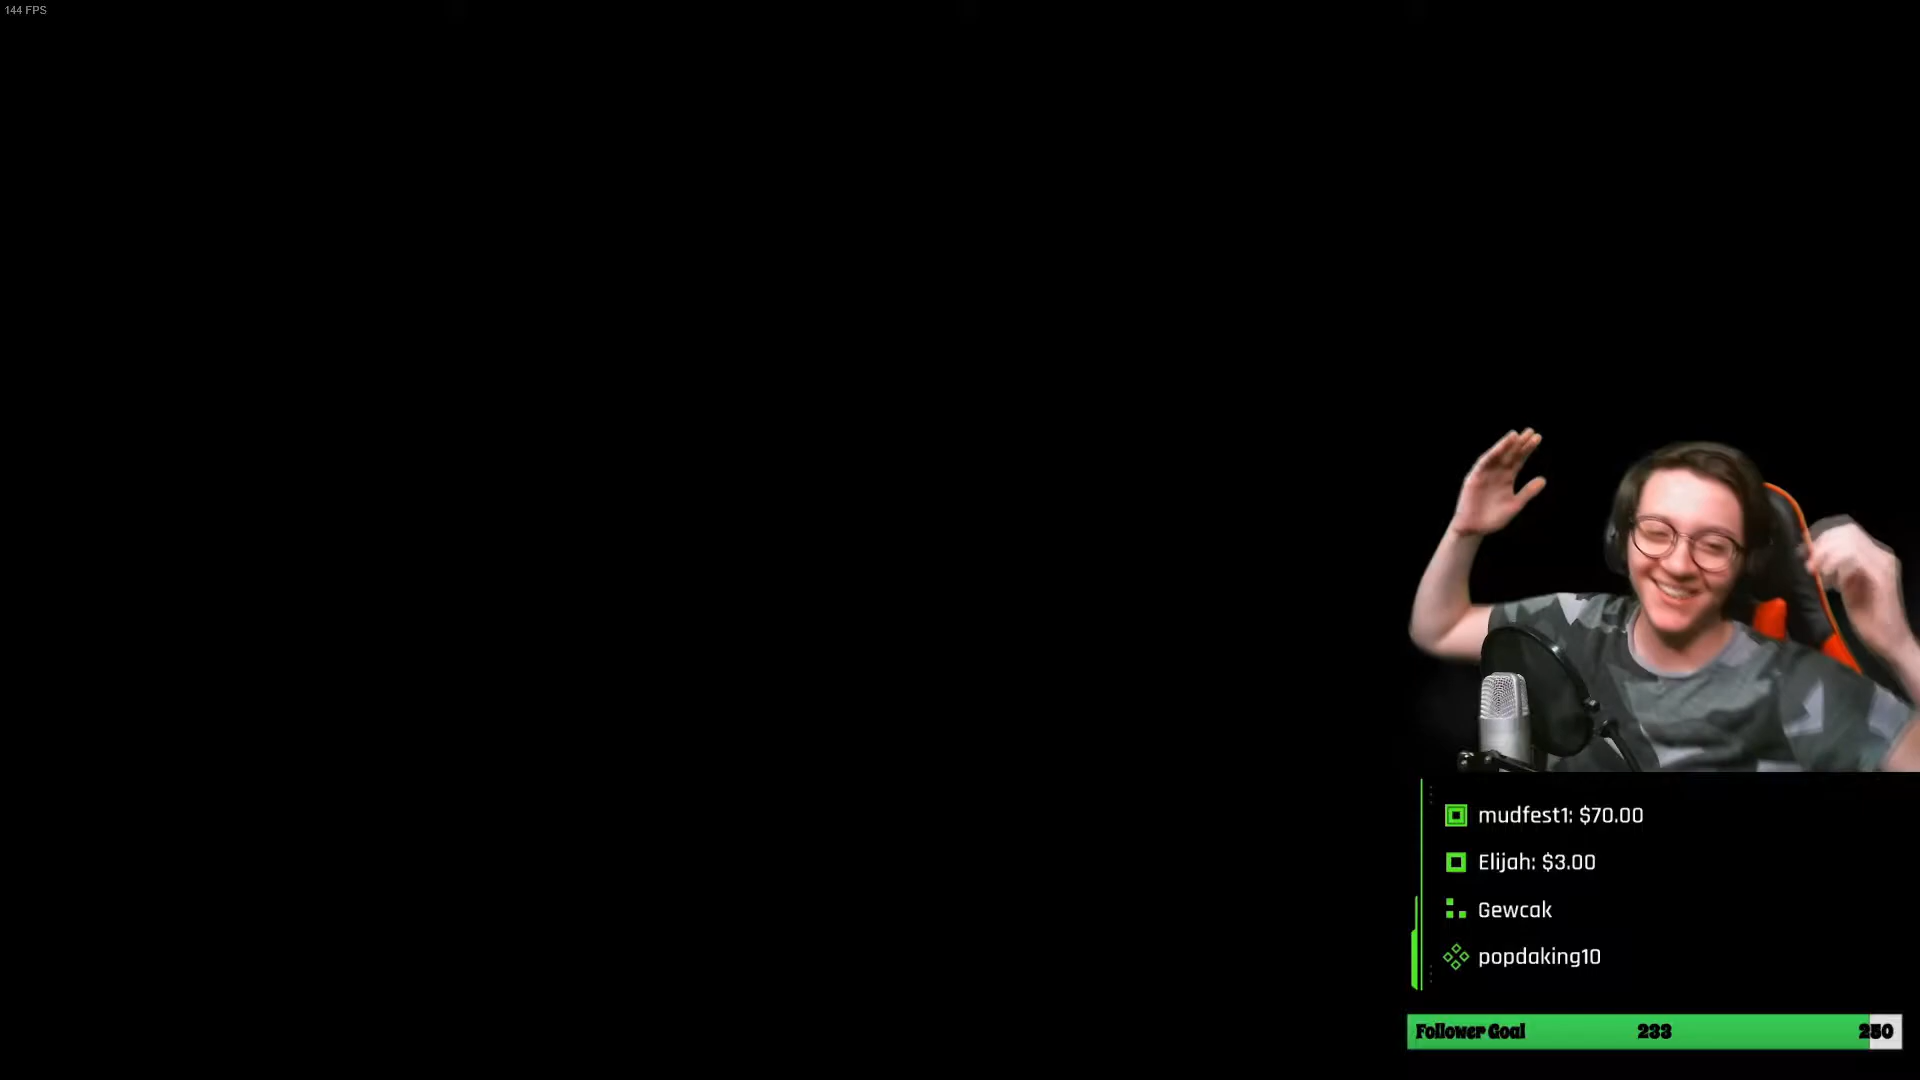 144 FPS
mudfest1: $70.00
Elijah: $3.00
Gewcak
popdaking10
Follower Goal 233 250